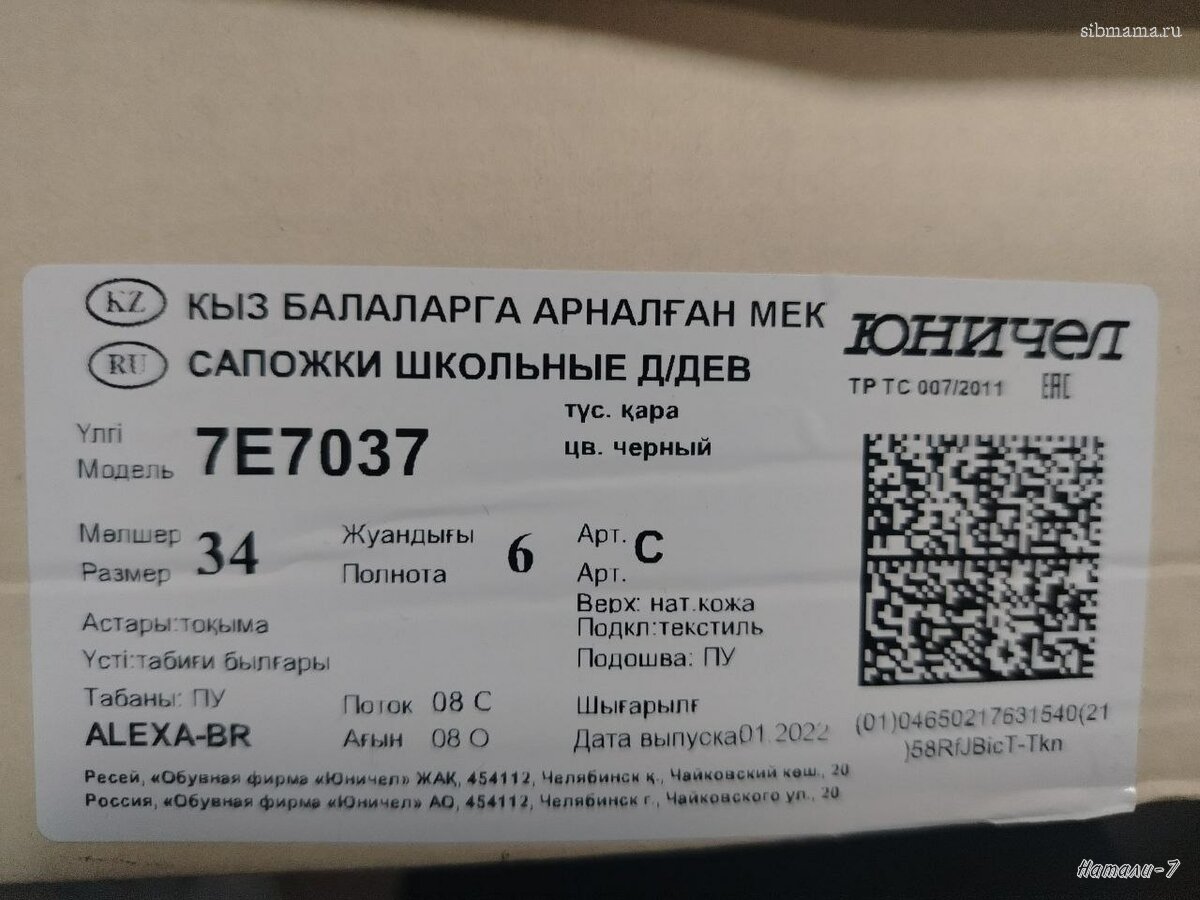 sibmama.ru
KZ ҚЫЗ БАЛАЛАРҒА АРНАЛҒАН МЕК
RU САПОЖКИ ШКОЛЬНЫЕ Д/ДЕВ
ЮНИЧЕЛ
ТР ТС 007/2011 EAC
түс. қара
цв. черный
Үлгі
Модель 7Е7037
Мөлшер
Размер 34
Жуандығы
Полнота 6
Арт. С
Арт.
Верх: нат.кожа
Подкл:текстиль
Подошва: ПУ
Астары:тоқыма
Үсті:табиғи былғары
Табаны: ПУ
ALEXA-BR
Поток 08 С
Ағын 08 О
Шығарылғ
Дата выпуска01.2022
(01)04650217631540(21
)58RfJBicT-Tkn
Ресей, «Обувная фирма «Юничел» ЖАҚ, 454112, Челябинск қ., Чайковский көш., 20
Россия, «Обувная фирма «Юничел» АО, 454112, Челябинск г., Чайковского ул., 20
Натали-7